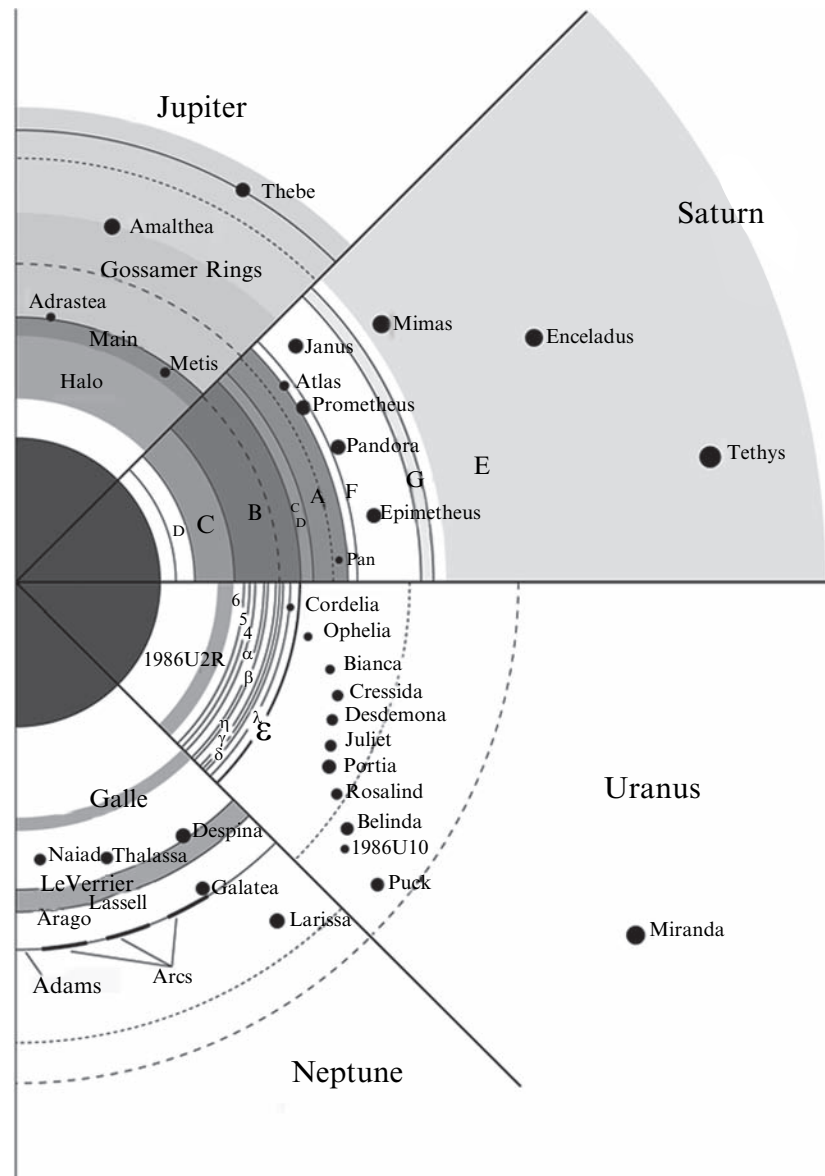 Jupiter
Thebe
Saturn
Amalthea
Gossamer Rings
Adrastea
Mimas
Enceladus
Main
Janus
Metis
Halo
Atlas
Prometheus
Pandora
Tethys
E
G
F
A
C
D
B
C
D
Epimetheus
Pan
6
Cordelia
5
4
Ophelia
α
1986U2R
β
Bianca
Cressida
Desdemona
λ
η
ε
γ
δ
Juliet
Portia
Uranus
Rosalind
Galle
Belinda
Despina
1986U10
Naiad
Thalassa
LeVerrier
Puck
Galatea
Lassell
Arago
Larissa
Miranda
Arcs
Adams
Neptune